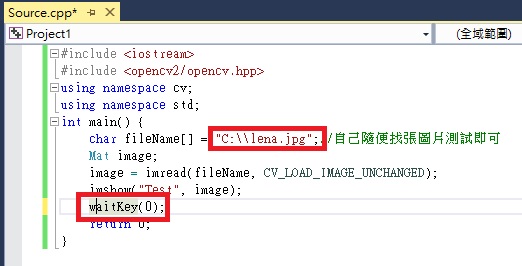 Source.cpp*
Project1
(全域範圍)
#include <iostream>
#include <opencv2/opencv.hpp>
using namespace cv;
using namespace std;
int main() {
char fileName[] = "C:\\lena.jpg";//自己隨便找張圖片測試即可
Mat image;
image = imread(fileName, CV_LOAD_IMAGE_UNCHANGED);
imshow("Test", image);
waitKey(0);
return 0;
}